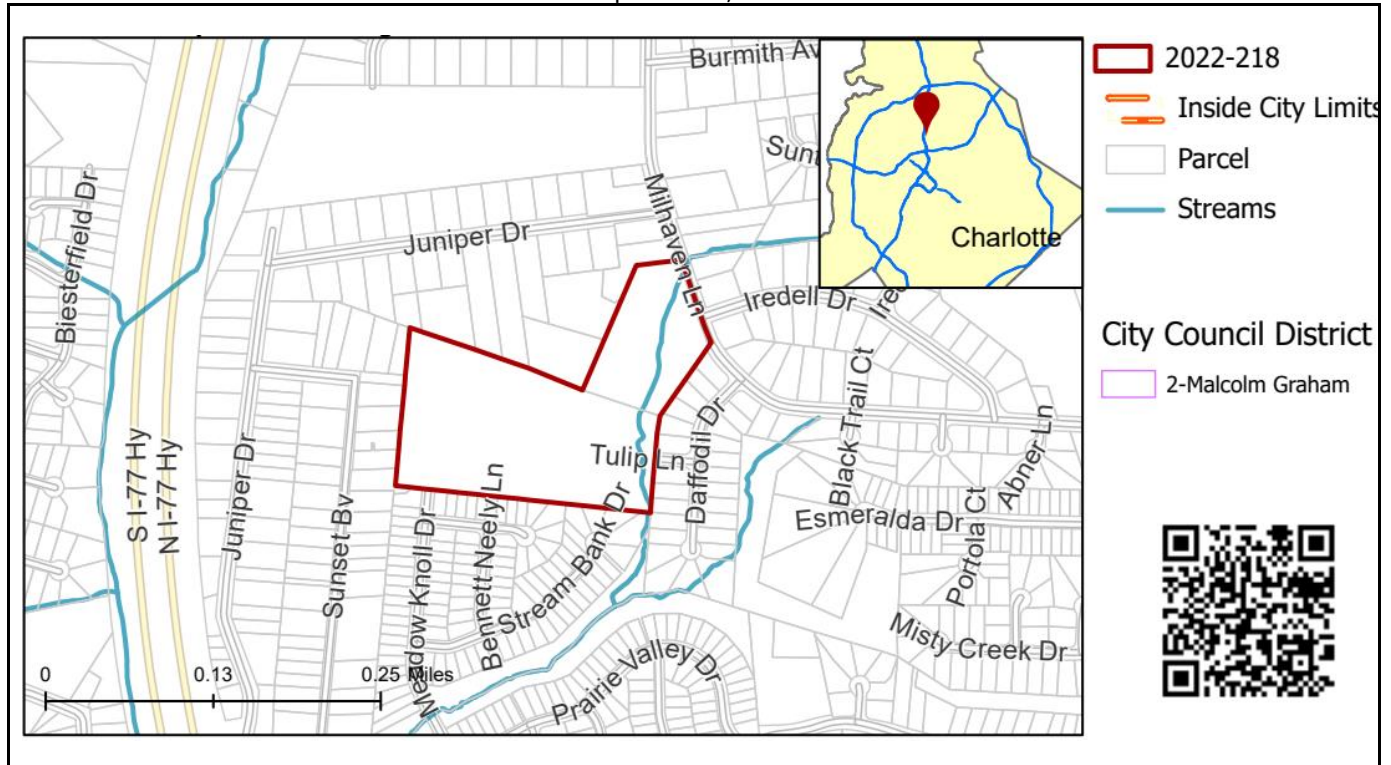 Burmith Av
Sunt
Milhaven Ln
Biesterfield Dr
Juniper Dr
Charlotte
Iredell Dr
Ire
S I-77 Hy
N I-77 Hy
Juniper Dr
Sunset Bv
Meadow Knoll Dr
Bennett Neely Ln
Stream Bank Dr
Tulip Ln
Daffodil Dr
Black Trail Ct
Abner Ln
Esmeralda Dr
Portola Ct
Misty Creek Dr
Prairie Valley Dr
0 0.13 0.25 Miles
2022-218
Inside City Limits
Parcel
Streams
City Council District
2-Malcolm Graham